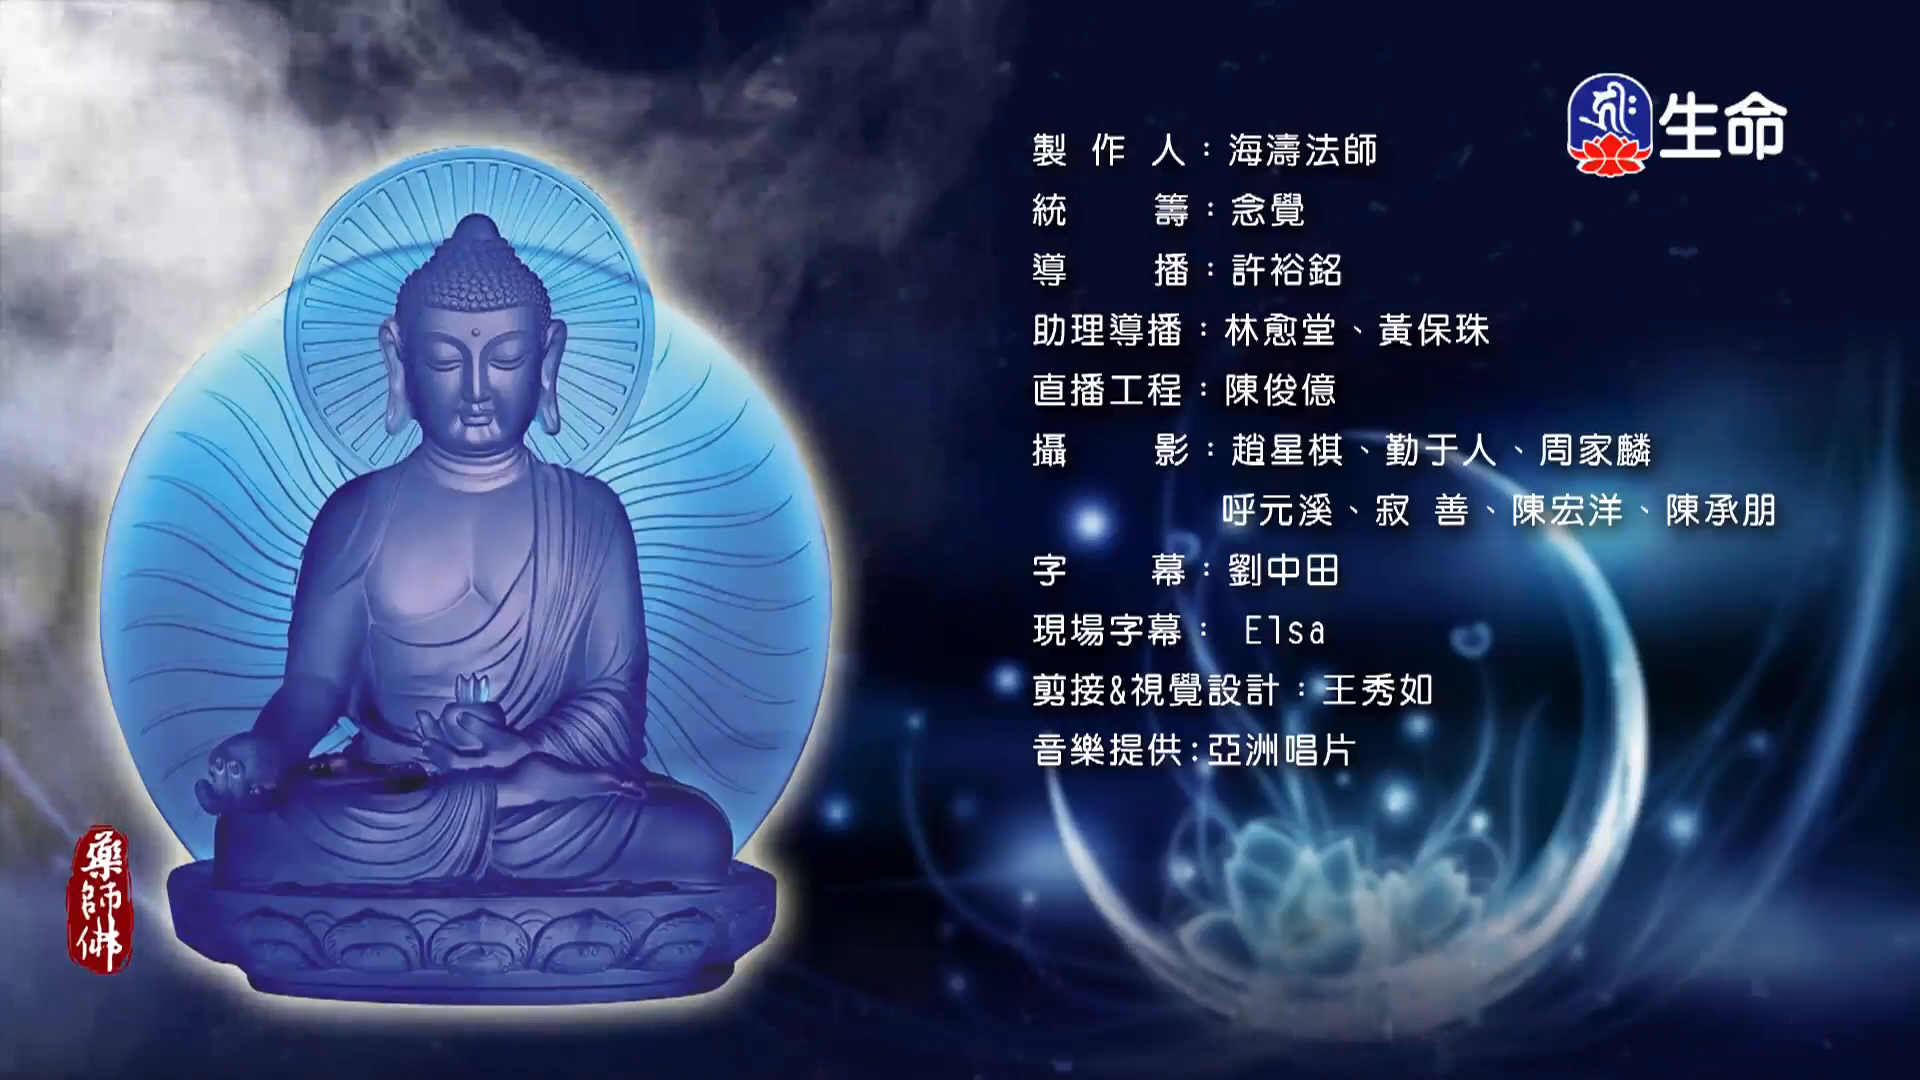 生命
製 作 人：海濤法師
統 籌：念覺
導 播：許裕銘
助理導播：林愈堂、黃保珠
直播工程：陳俊億
攝 影：趙星棋、勤于人、周家麟
呼元溪、寂 善、陳宏洋、陳承朋
字 幕：劉中田
現場字幕： Elsa
剪接&視覺設計：王秀如
音樂提供:亞洲唱片
藥師佛